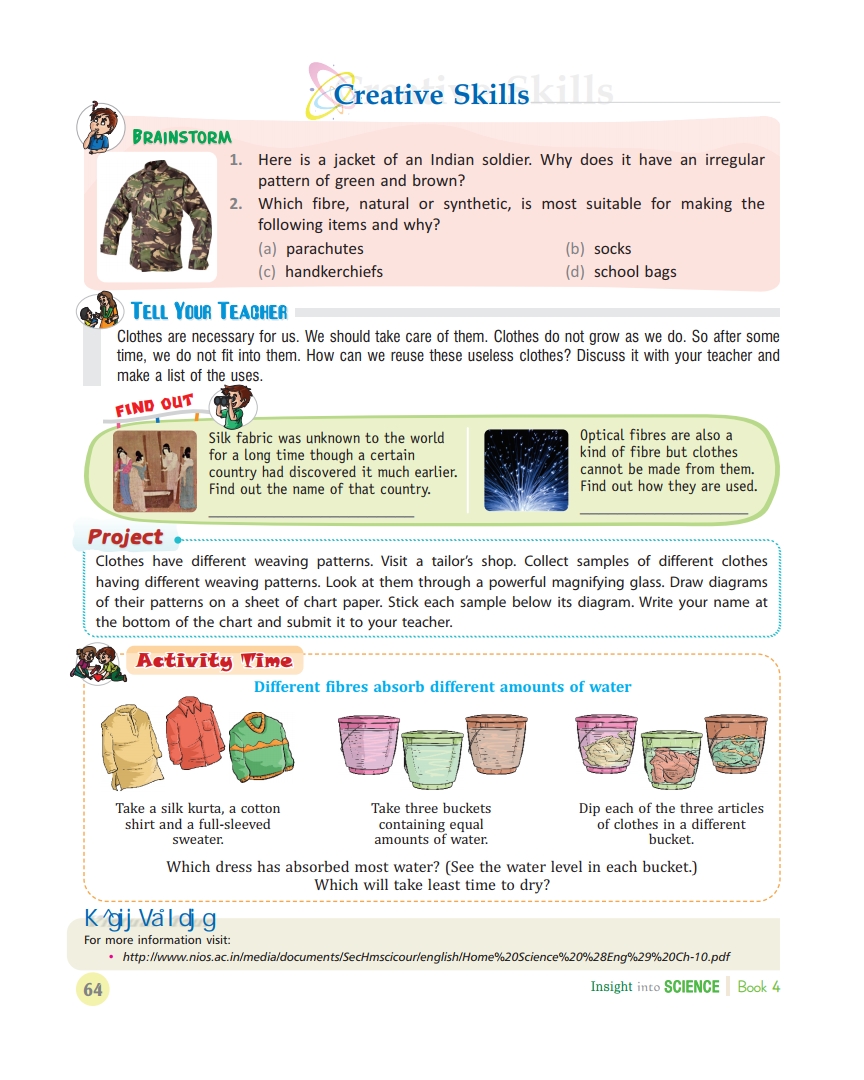 Creative Skills
BRAINSTORM
1. Here is a jacket of an Indian soldier. Why does it have an irregular
pattern of green and brown?
2. Which fibre, natural or synthetic, is most suitable for making the
following items and why?
(a) parachutes (b) socks
(c) handkerchiefs (d) school bags
TELL YOUR TEACHER
Clothes are necessary for us. We should take care of them. Clothes do not grow as we do. So after some
time, we do not fit into them. How can we reuse these useless clothes? Discuss it with your teacher and
make a list of the uses.
FIND OUT
Silk fabric was unknown to the world
for a long time though a certain
country had discovered it much earlier.
Find out the name of that country.
Optical fibres are also a
kind of fibre but clothes
cannot be made from them.
Find out how they are used.
Project
Clothes have different weaving patterns. Visit a tailor's shop. Collect samples of different clothes
having different weaving patterns. Look at them through a powerful magnifying glass. Draw diagrams
of their patterns on a sheet of chart paper. Stick each sample below its diagram. Write your name at
the bottom of the chart and submit it to your teacher.
Activity Time
Different fibres absorb different amounts of water
Take a silk kurta, a cotton
shirt and a full-sleeved
sweater.
Take three buckets
containing equal
amounts of water.
Dip each of the three articles
of clothes in a different
bucket.
Which dress has absorbed most water? (See the water level in each bucket.)
Which will take least time to dry?
For more information visit:
• http://www.nios.ac.in/media/documents/SecHmscicour/english/Home%20Science%20%28Eng%29%20Ch-10.pdf
64
Insight into SCIENCE Book 4